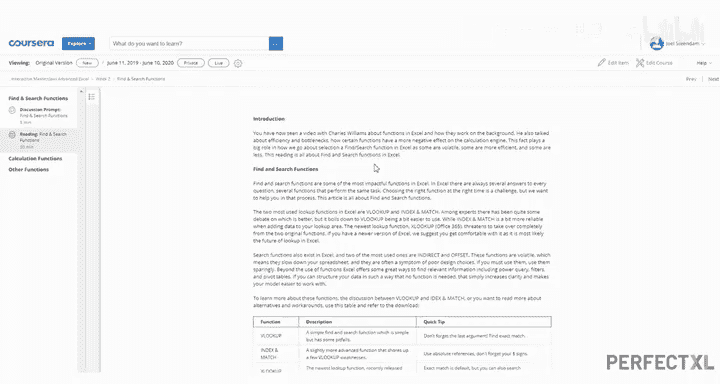 coursera
Explore
What do you want to learn?
Viewing: Original Version
New
June 11, 2019 - June 10, 2020
Private
Live
Edit Item
Edit Course
Help
Week 2
Find & Search Functions
Prev
Next
Find & Search Functions
Discussion Prompt:
Find & Search Functions
Reading: Find & Search
Functions
Calculation Functions
Other Functions
Introduction
You have now seen a video with Charles Williams about functions in Excel and how they work on the background. He also talked
about efficiency and bottlenecks: how certain functions have a more negative effect on the calculation engine. This fact plays a
big role in how we go about selection a find/search function in Excel as some are volatile, some are more efficient, and some are
less. This reading is all about Find and Search functions in Excel.
Find and Search Functions
Find and search functions are some of the most impactful functions in Excel. In Excel there are always several answers to every
question, several functions that perform the same task. Choosing the right function at the right time is a challenge, but we want
to help you in that process. This article is all about Find and Search functions.
The two most used lookup functions in Excel are VLOOKUP and INDEX & MATCH. Among experts there has been quite some
debate on which is better, but it boils down to VLOOKUP being a bit easier to use. While INDEX & MATCH is a bit more reliable
when adding data to your lookup area. The newest lookup function, XLOOKUP (Office 365), threatens to take over completely
from the two original functions. If you have a newer version of Excel, we suggest you get comfortable with it as it is most likely
the future of lookup in Excel.
Search functions also exist in Excel, and two of the most used ones are INDIRECT and OFFSET. These functions are volatile, which
means they slow down your spreadsheet, and they are often a symptom of poor design choices. If you must use them, use them
sparingly. Beyond the use of functions Excel offers some great ways to find relevant information including power query, filters,
and pivot tables. If you can structure your data in such a way that no function is needed, that simply increases clarity and makes
your model easier to work with.
To learn more about these functions, the discussion between VLOOKUP and IDEX & MATCH, or you want to read more about
alternatives and workarounds, use this table and refer to the download:
Function Description Quick Tip
VLOOKUP A simple find and search function which is simple but has some pitfalls. Don't forget the last argument! Find exact match.
INDEX & MATCH A slightly more advanced function that shores up a few VLOOKUP weaknesses. Use absolute references, don't forget your $ signs.
XLOOKUP The newest lookup function, recently released Exact match is default, but you can also search
PERFECTXL